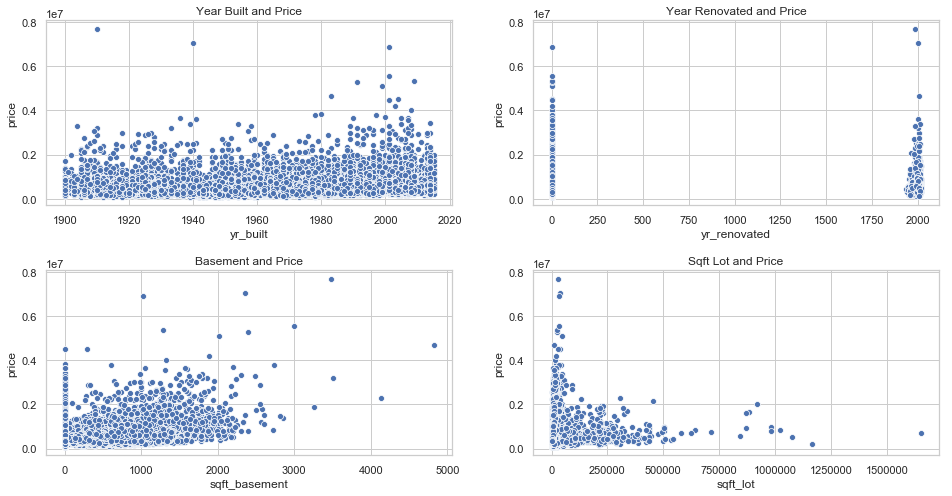 Year Built and Price
1e7
0.8
0.6
0.4
0.2
0.0
price
1900 1920 1940 1960 1980 2000 2020
yr_built
Year Renovated and Price
1e7
0.8
0.6
0.4
0.2
0.0
price
0 250 500 750 1000 1250 1500 1750 2000
yr_renovated
Basement and Price
1e7
0.8
0.6
0.4
0.2
0.0
price
0 1000 2000 3000 4000 5000
sqft_basement
Sqft Lot and Price
1e7
0.8
0.6
0.4
0.2
0.0
price
0 250000 500000 750000 1000000 1250000 1500000
sqft_lot